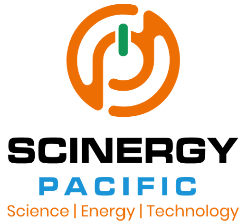 SCINERGY
PACIFIC
Science | Energy | Technology